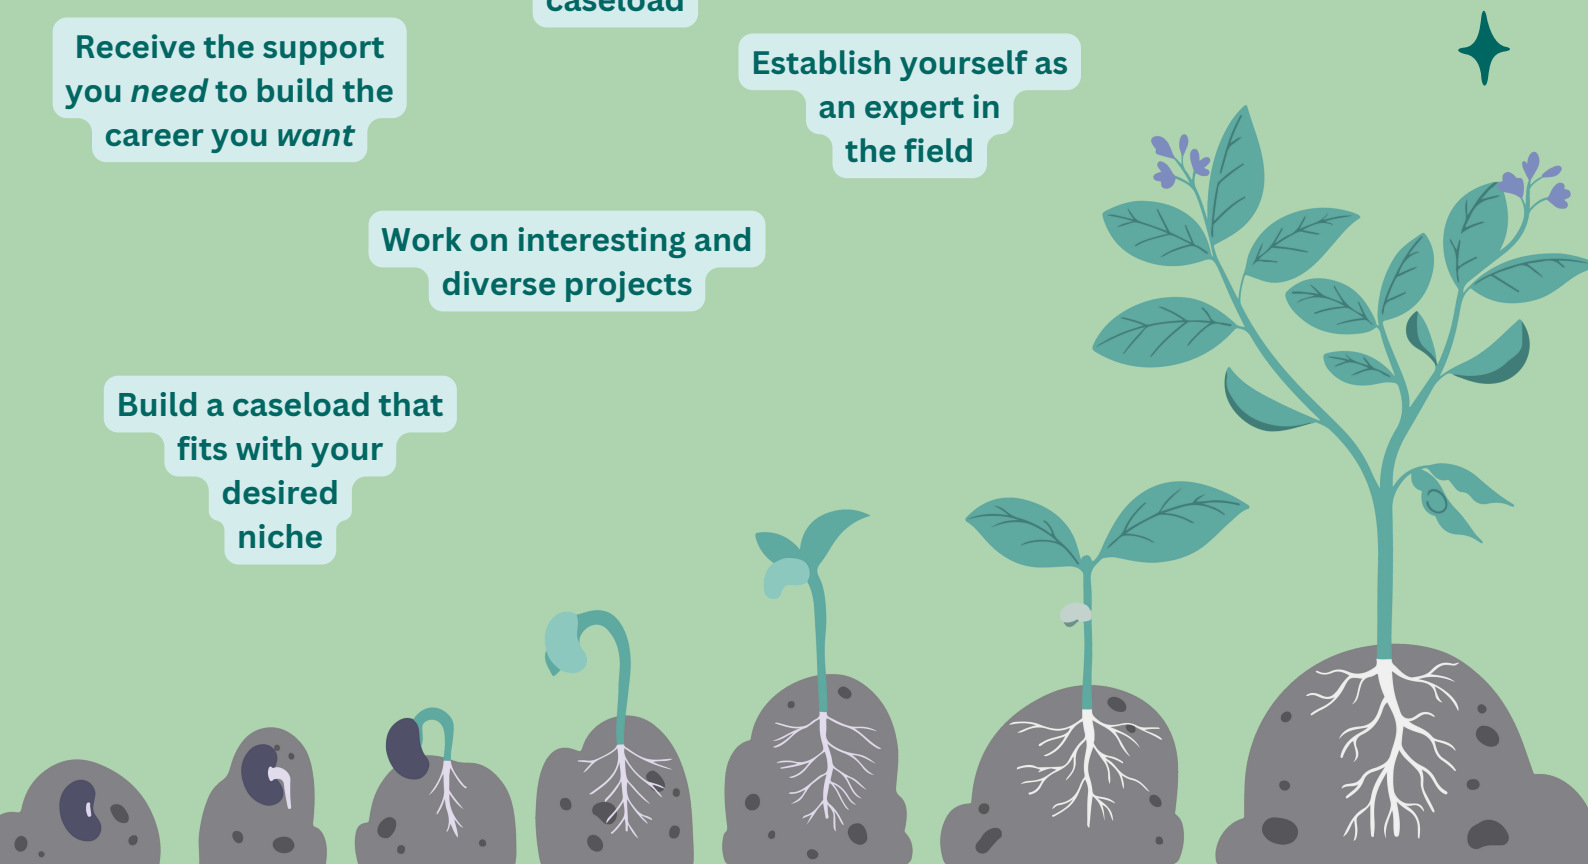 caseload
Receive the support
you need to build the
career you want
Establish yourself as
an expert in
the field
Work on interesting and
diverse projects
Build a caseload that
fits with your
desired
niche